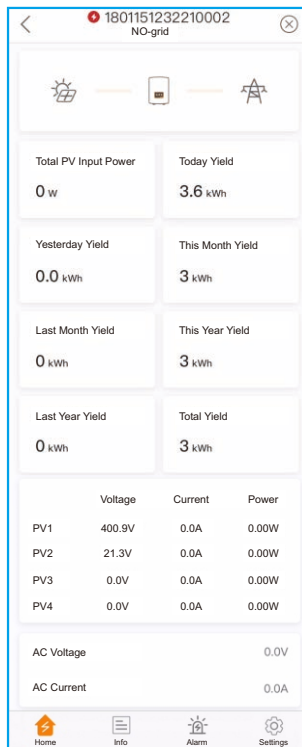 1801151232210002
NO-grid
Total PV Input Power
0 W
Today Yield
3.6 kWh
Yesterday Yield
0.0 kWh
This Month Yield
3 kWh
Last Month Yield
0 kWh
This Year Yield
3 kWh
Last Year Yield
0 kWh
Total Yield
3 kWh
Voltage Current Power
PV1 400.9V 0.0A 0.00W
PV2 21.3V 0.0A 0.00W
PV3 0.0V 0.0A 0.00W
PV4 0.0V 0.0A 0.00W
AC Voltage 0.0V
AC Current 0.0A
Home Info Alarm Settings